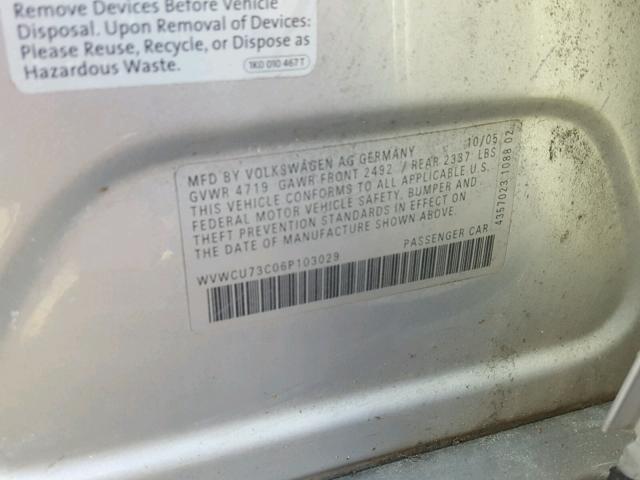 Remove Devices Before Vehicle
Disposal. Upon Removal of Devices:
Please Reuse, Recycle, or Dispose as
Hazardous Waste.
1K0 010 467 T
MFD BY VOLKSWAGEN AG GERMANY 10/05
GVWR 4719 GAWR FRONT 2492 / REAR 2337 LBS
THIS VEHICLE CONFORMS TO ALL APPLICABLE U.S.
FEDERAL MOTOR VEHICLE SAFETY, BUMPER AND
THEFT PREVENTION STANDARDS IN EFFECT ON
THE DATE OF MANUFACTURE SHOWN ABOVE.
PASSENGER CAR
WVWCU73C06P103029
4357023 1088 02